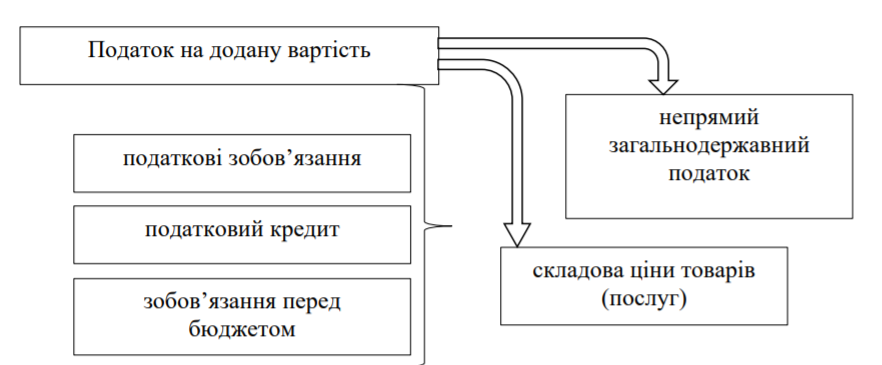 Податок на додану вартість
непрямий
загальнодержавний
податок
податкові зобов’язання
податковий кредит
складова ціни товарів
(послуг)
зобов’язання перед
бюджетом